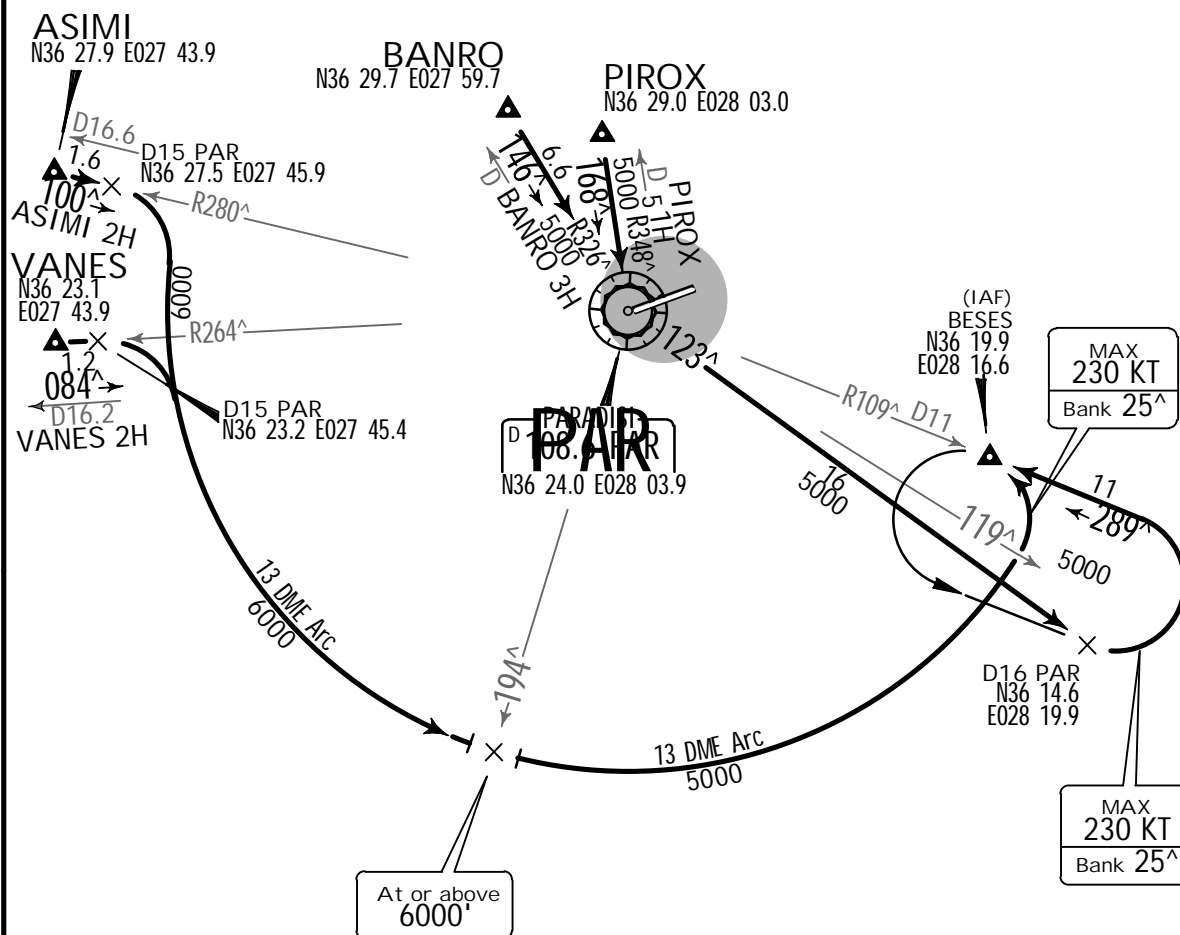 ASIMI
N36 27.9 E027 43.9
BANRO
N36 29.7 E027 59.7
PIROX
N36 29.0 E028 03.0
D16.6
1.6
100^
ASIMI 2H
D15 PAR
N36 27.5 E027 45.9
R280^
6000
VANES
N36 23.1
E027 43.9
R264^
1.2
084^
D16.2
VANES 2H
D15 PAR
N36 23.2 E027 45.4
6.6
146^
5000
R326^
D
BANRO 3H
168^
5000
R348^
D 5
PIROX
1H
123^
PARADISI
D 108.6 PAR
PAR
N36 24.0 E028 03.9
(IAF)
BESES
N36 19.9
E028 16.6
MAX
230 KT
Bank 25^
R109^ D11
16
5000
119^
11
289^
5000
D16 PAR
N36 14.6
E028 19.9
MAX
230 KT
Bank 25^
13 DME Arc
6000
194^
13 DME Arc
5000
At or above
6000'